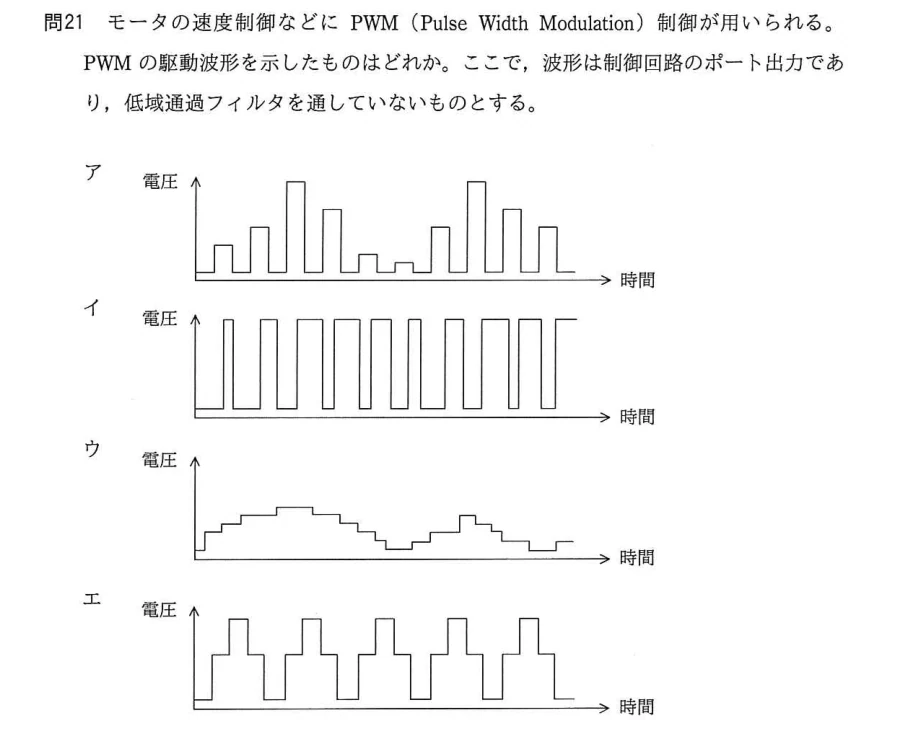 問21 モータの速度制御などに PWM（Pulse Width Modulation）制御が用いられる。
PWM の駆動波形を示したものはどれか。ここで，波形は制御回路のポート出力であ
り，低域通過フィルタを通していないものとする。
ア
電圧
時間
イ
電圧
時間
ウ
電圧
時間
エ
電圧
時間